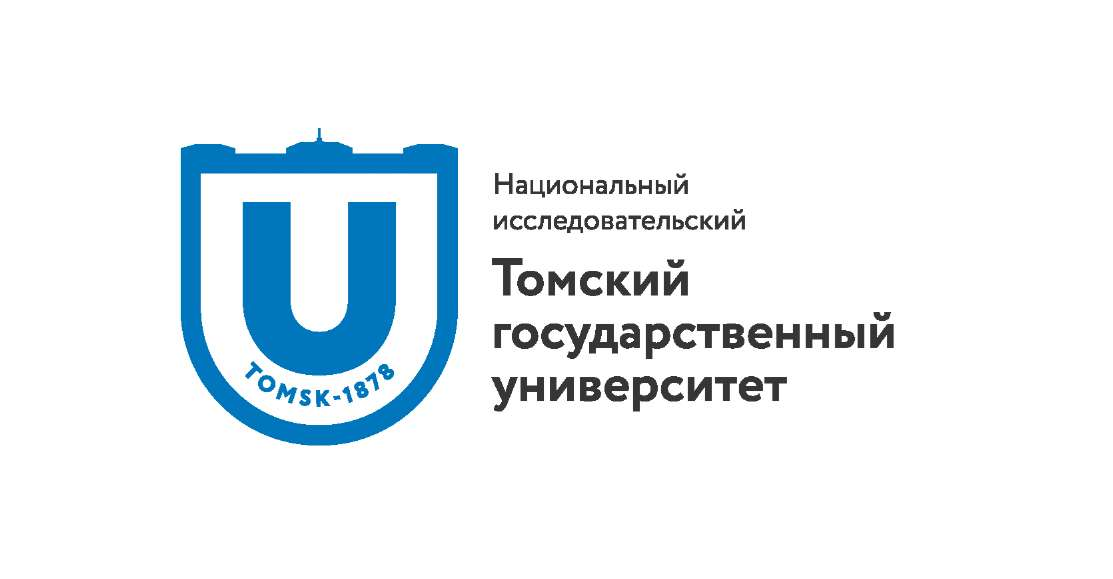 U
TOMSK-1878
Национальный
исследовательский
Томский
государственный
университет